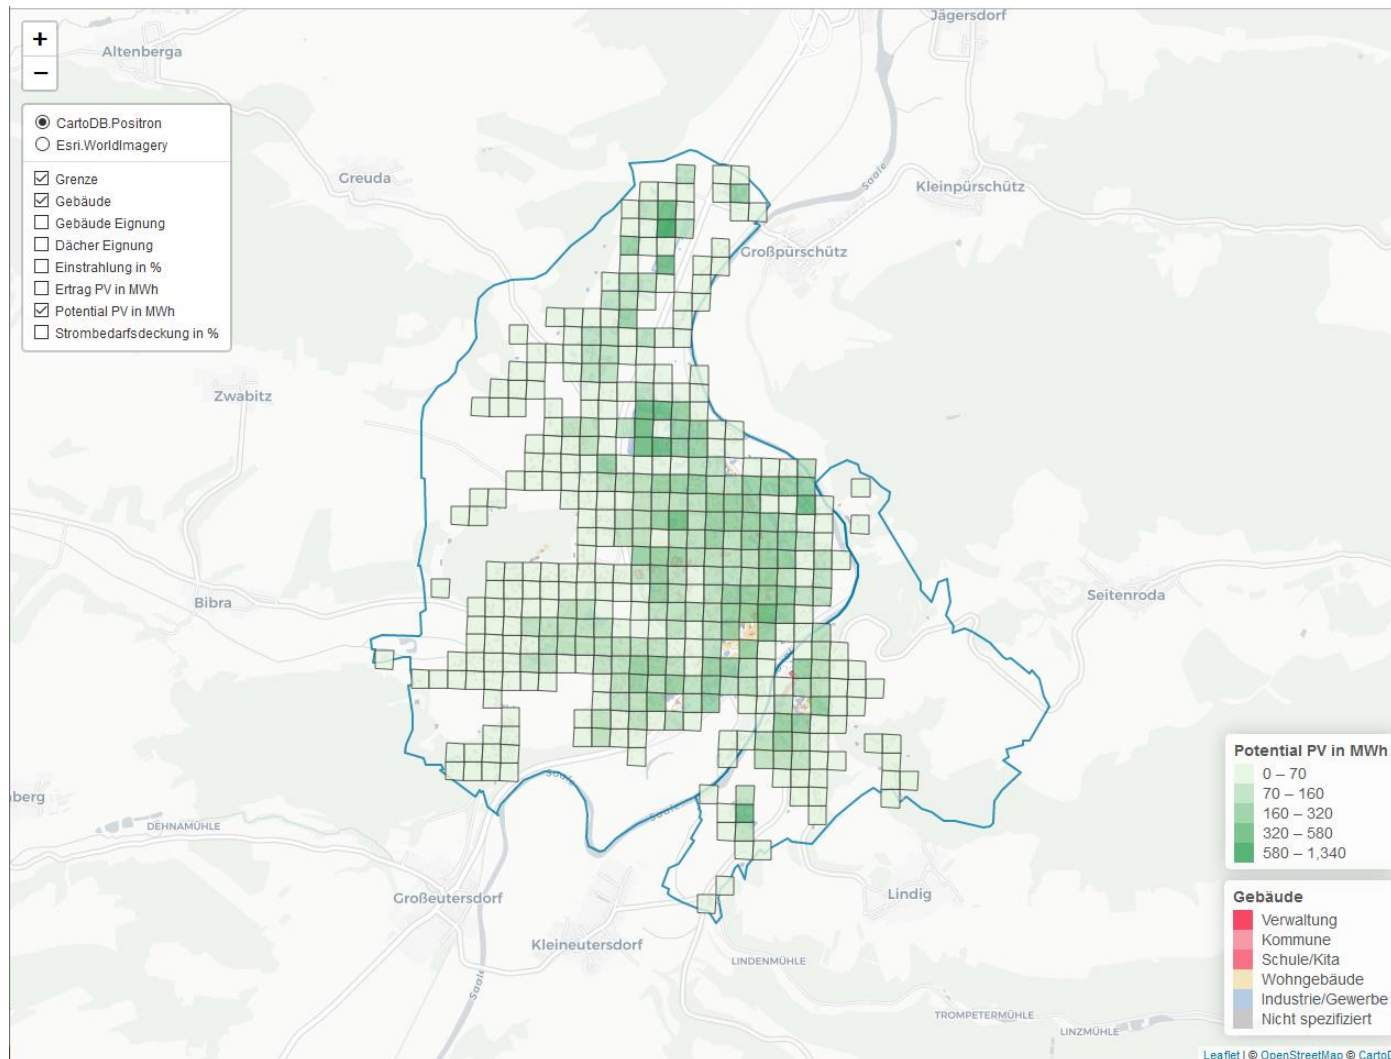 Jägersdorf
+
Altenberga
−
CartoDB.Positron
Esri.WorldImagery
Grenze
Gebäude
Gebäude Eignung
Dächer Eignung
Einstrahlung in %
Ertrag PV in MWh
Potential PV in MWh
Strombedarfsdeckung in %
Greuda
Saale
Kleinpürschütz
Großpürschütz
Zwabitz
Bibra
Seitenroda
Saale
Saale
berg
DEHNAMÜHLE
Großeutersdorf
Lindig
Kleineutersdorf
LINDENMÜHLE
Saale
TROMPETERMÜHLE
LINZMÜHLE
Potential PV in MWh
0 – 70
70 – 160
160 – 320
320 – 580
580 – 1,340
Gebäude
Verwaltung
Kommune
Schule/Kita
Wohngebäude
Industrie/Gewerbe
Nicht spezifiziert
Leaflet | © OpenStreetMap © CartoD